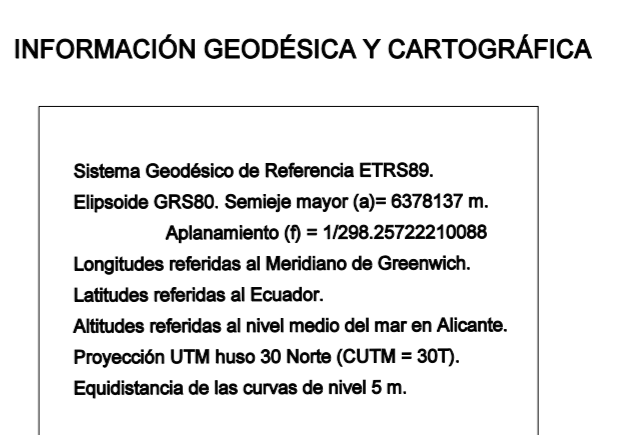 INFORMACIÓN GEODÉSICA Y CARTOGRÁFICA
Sistema Geodésico de Referencia ETRS89.
Elipsoide GRS80. Semieje mayor (a)= 6378137 m.
Aplanamiento (f) = 1/298.25722210088
Longitudes referidas al Meridiano de Greenwich.
Latitudes referidas al Ecuador.
Altitudes referidas al nivel medio del mar en Alicante.
Proyección UTM huso 30 Norte (CUTM = 30T).
Equidistancia de las curvas de nivel 5 m.